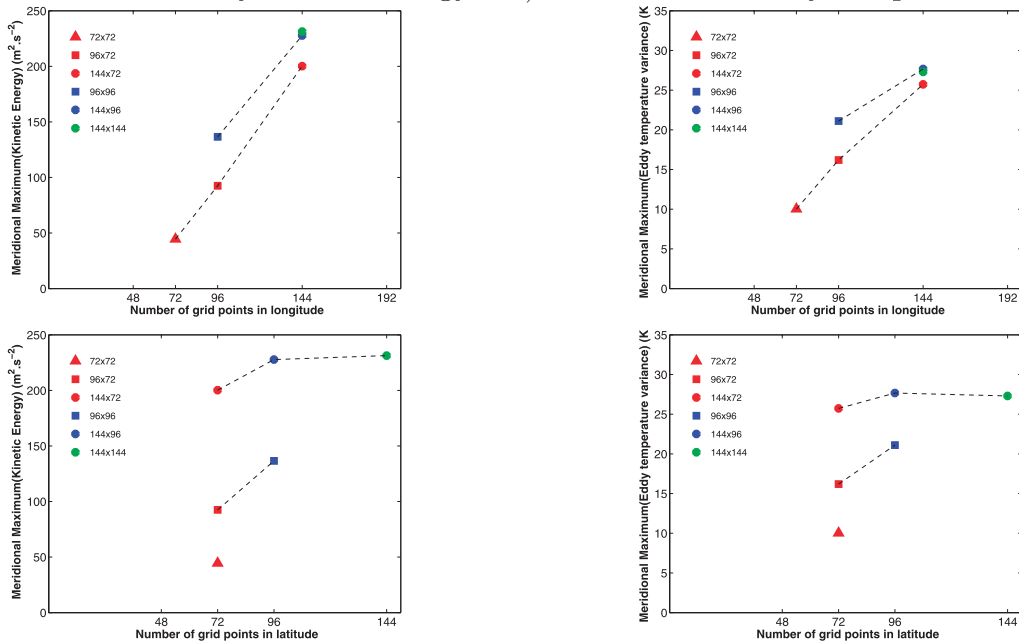 Meridional Maximum(Kinetic Energy) (m².s⁻²)
250
200
150
100
50
0
72x72
96x72
144x72
96x96
144x96
144x144
48 72 96 144 192
Number of grid points in longitude
Meridional Maximum(Eddy temperature variance) (K
35
30
25
20
15
10
5
0
72x72
96x72
144x72
96x96
144x96
144x144
48 72 96 144 192
Number of grid points in longitude
Meridional Maximum(Kinetic Energy) (m².s⁻²)
250
200
150
100
50
0
72x72
96x72
144x72
96x96
144x96
144x144
48 72 96 144
Number of grid points in latitude
Meridional Maximum(Eddy temperature variance) (K
35
30
25
20
15
10
5
0
72x72
96x72
144x72
96x96
144x96
144x144
48 72 96 144
Number of grid points in latitude